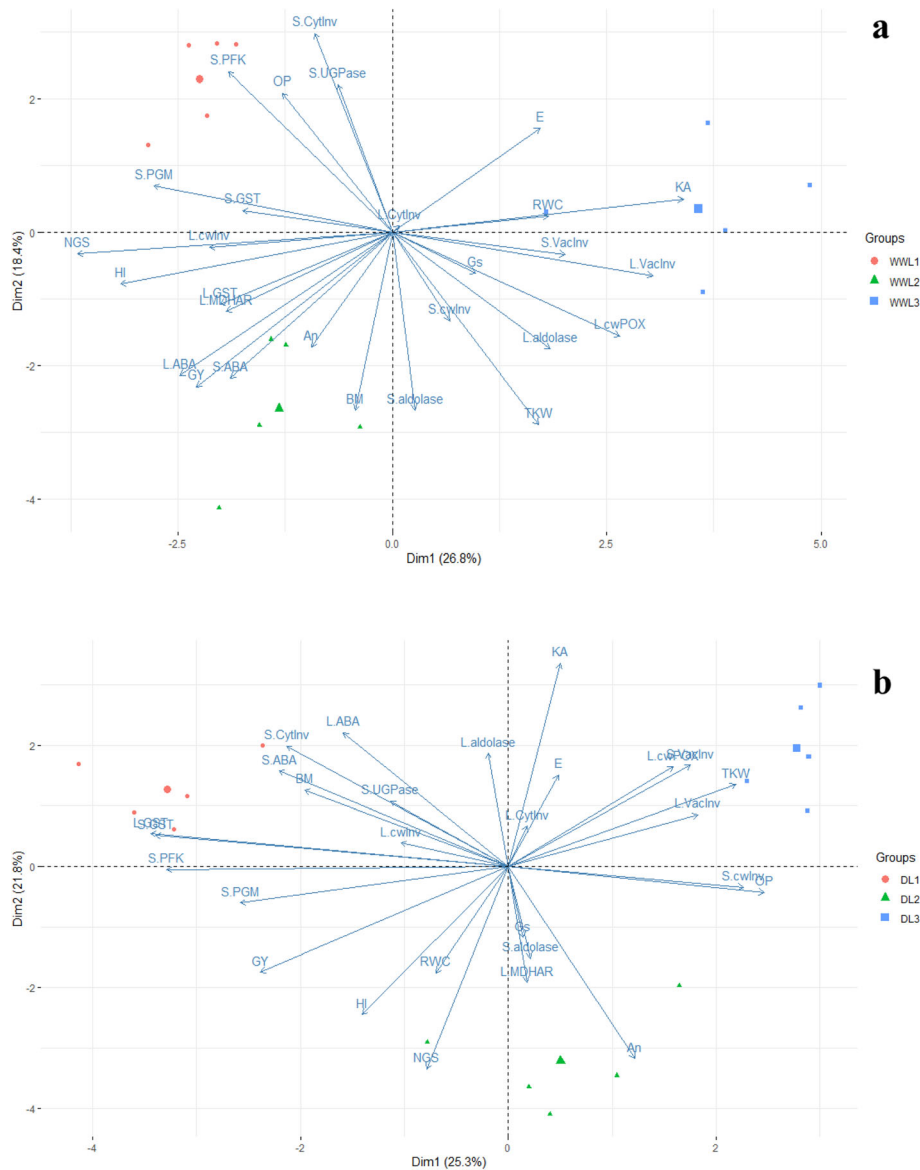 a
S.CytInv
S.PFK
S.UGPase
OP
2
E
S.PGM
KA
S.GST
RWC
L.CytInv
0
NGS
L.cwInv
S.VacInv
HI
Gs
L.VacInv
L.GST
L.MDHAR
S.cwInv
An
L.aldolase
L.cwPOX
L.ABA
S.ABA
GY
-2
BM
S.aldolase
TKW
-4
-2.5
0.0
2.5
5.0
Dim1 (26.8%)
Dim2 (18.4%)
Groups
WWL1
WWL2
WWL3
b
KA
L.ABA
S.CytInv
L.aldolase
2
S.ABA
S.VacInv
L.cwPOX
E
BM
TKW
S.UGPase
L.VacInv
L.CytInv
L.GST
S.GST
L.cwInv
0
S.PFK
S.cwInv
OP
S.PGM
Gs
S.aldolase
GY
RWC
L.MDHAR
-2
HI
An
NGS
-4
-4
-2
0
2
Dim1 (25.3%)
Dim2 (21.8%)
Groups
DL1
DL2
DL3